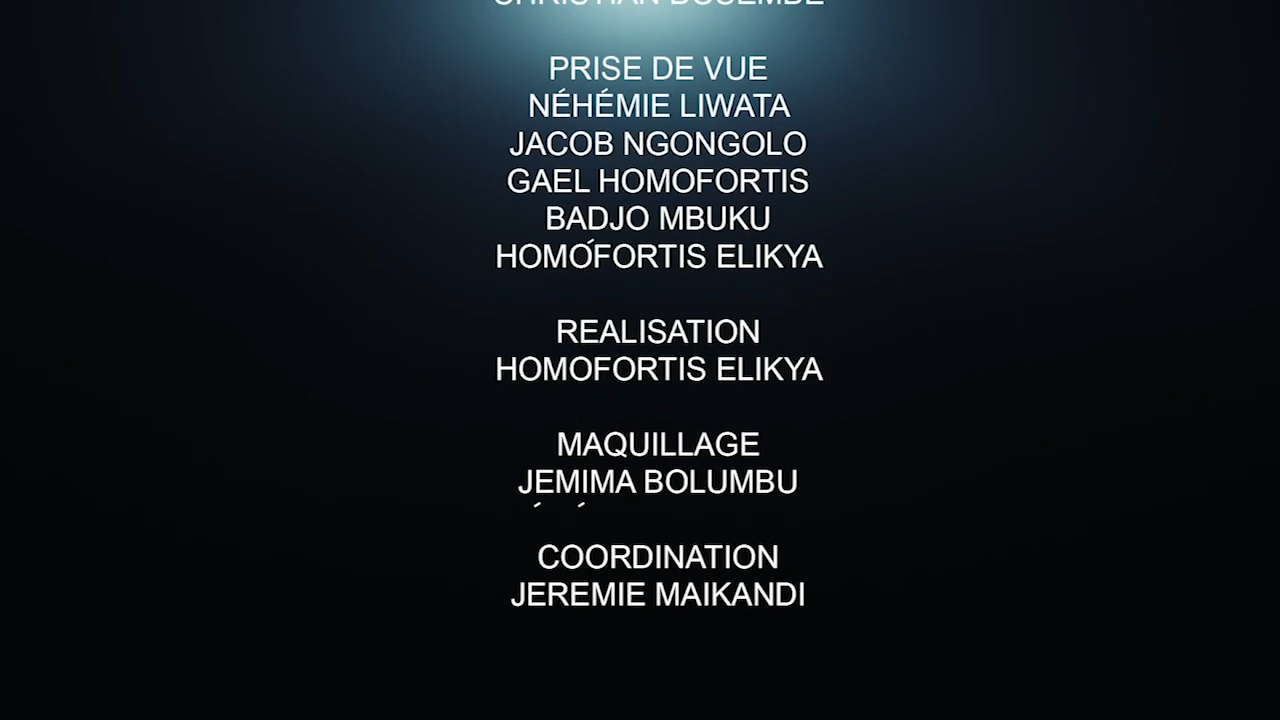 PRISE DE VUE
NÉHÉMIE LIWATA
JACOB NGONGOLO
GAEL HOMOFORTIS
BADJO MBUKU
HOMOFORTIS ELIKYA
REALISATION
HOMOFORTIS ELIKYA
MAQUILLAGE
JEMIMA BOLUMBU
COORDINATION
JEREMIE MAIKANDI